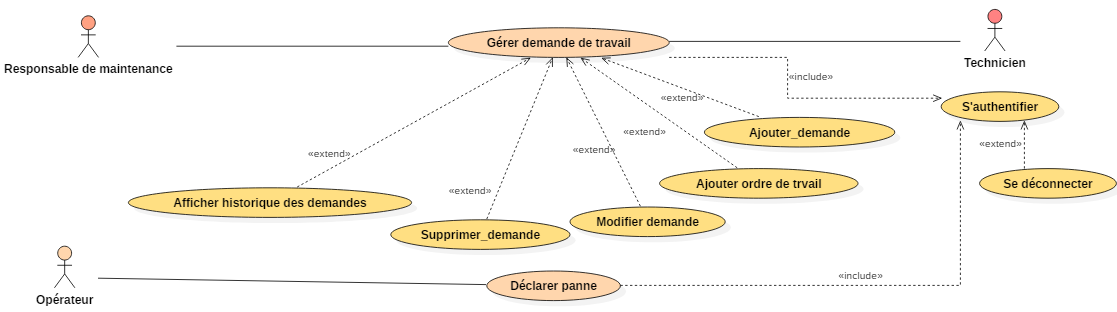 Gérer demande de travail
Responsable de maintenance
Technicien
«include»
«extend»
S'authentifier
«extend»
Ajouter_demande
«extend»
«extend»
«extend»
Ajouter ordre de trvail
Se déconnecter
«extend»
Afficher historique des demandes
Modifier demande
Supprimer_demande
«include»
Déclarer panne
Opérateur